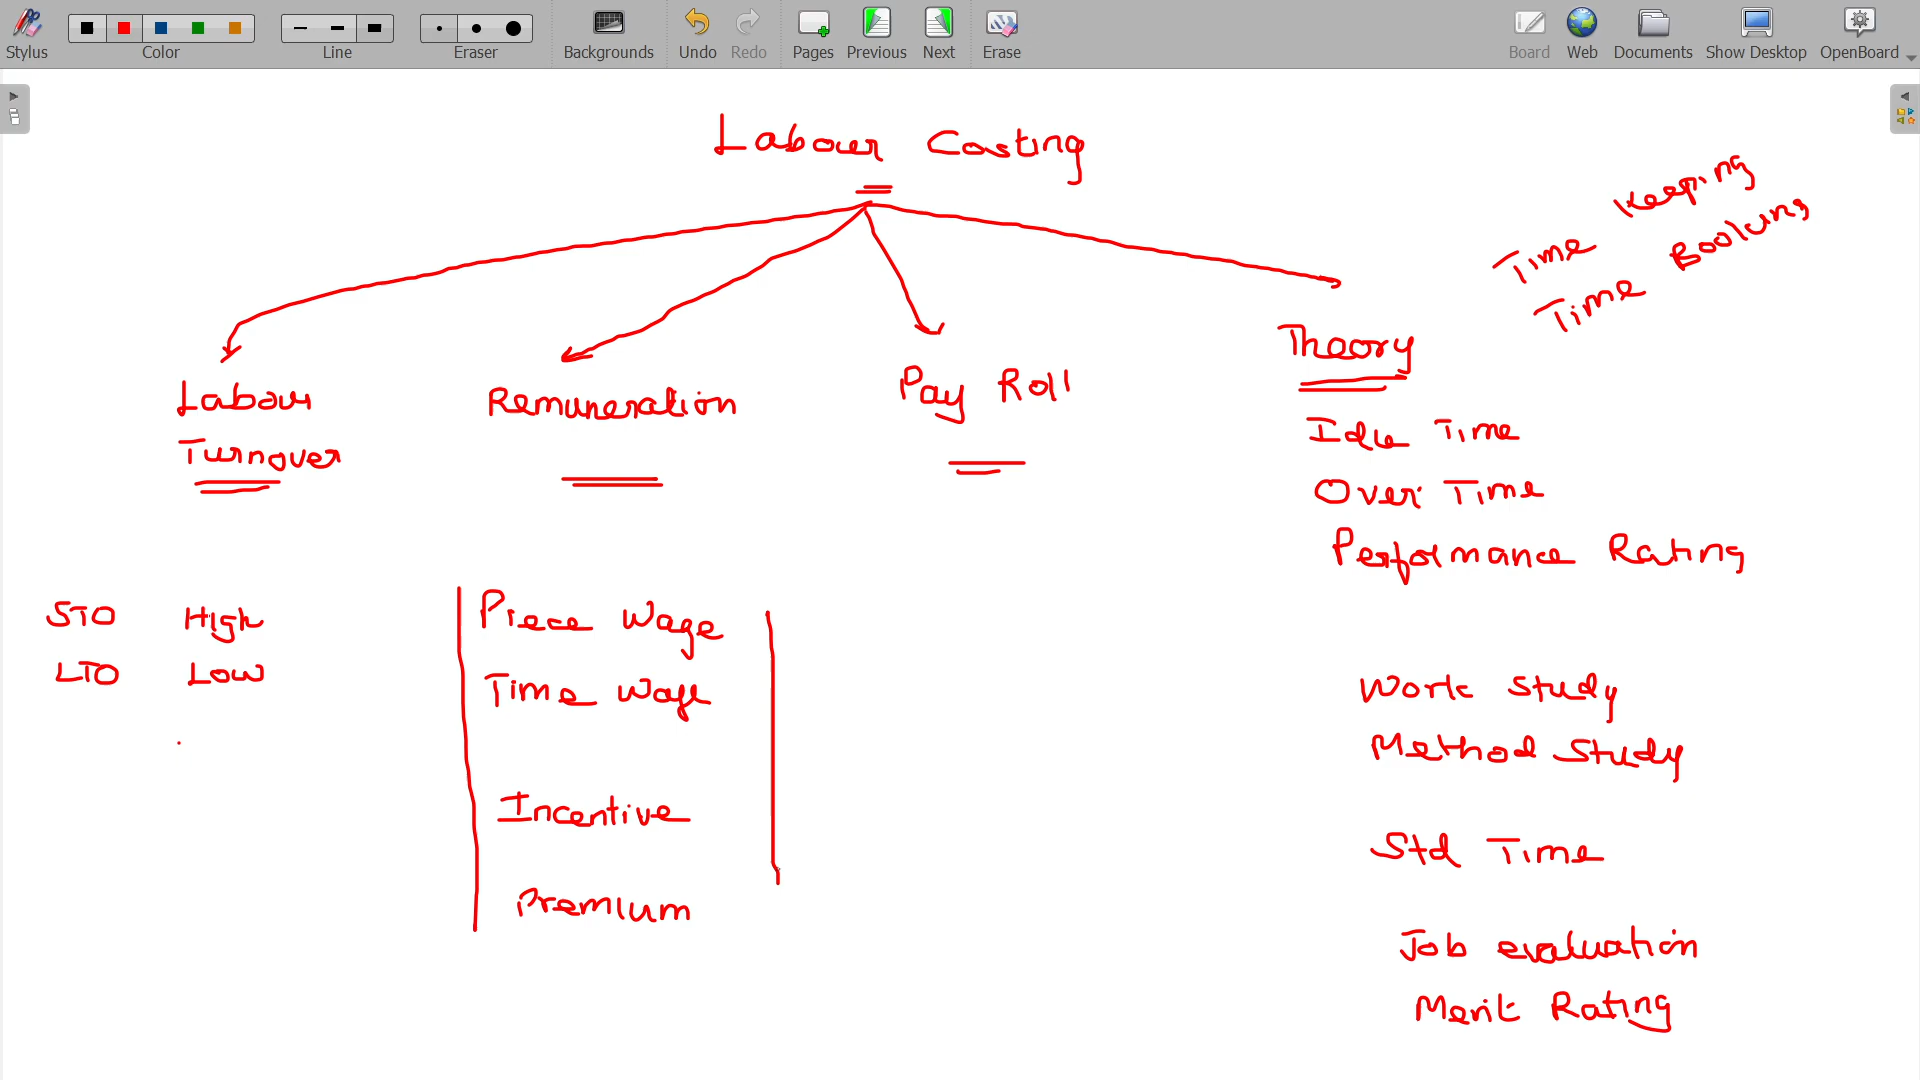 Stylus
Color
Line
Eraser
Backgrounds
Undo
Redo
Pages
Previous
Next
Erase
Board
Web
Documents
Show Desktop
OpenBoard
Labour Costing
Time Keeping
Time Booking
Labour
Turnover
Remuneration
Pay Roll
Theory
Idle Time
Over Time
Performance Rating
STO High
LTO Low
Piece Wage
Time Wage
Incentive
Premium
Work Study
Method Study
Std Time
Job evaluation
Merit Rating